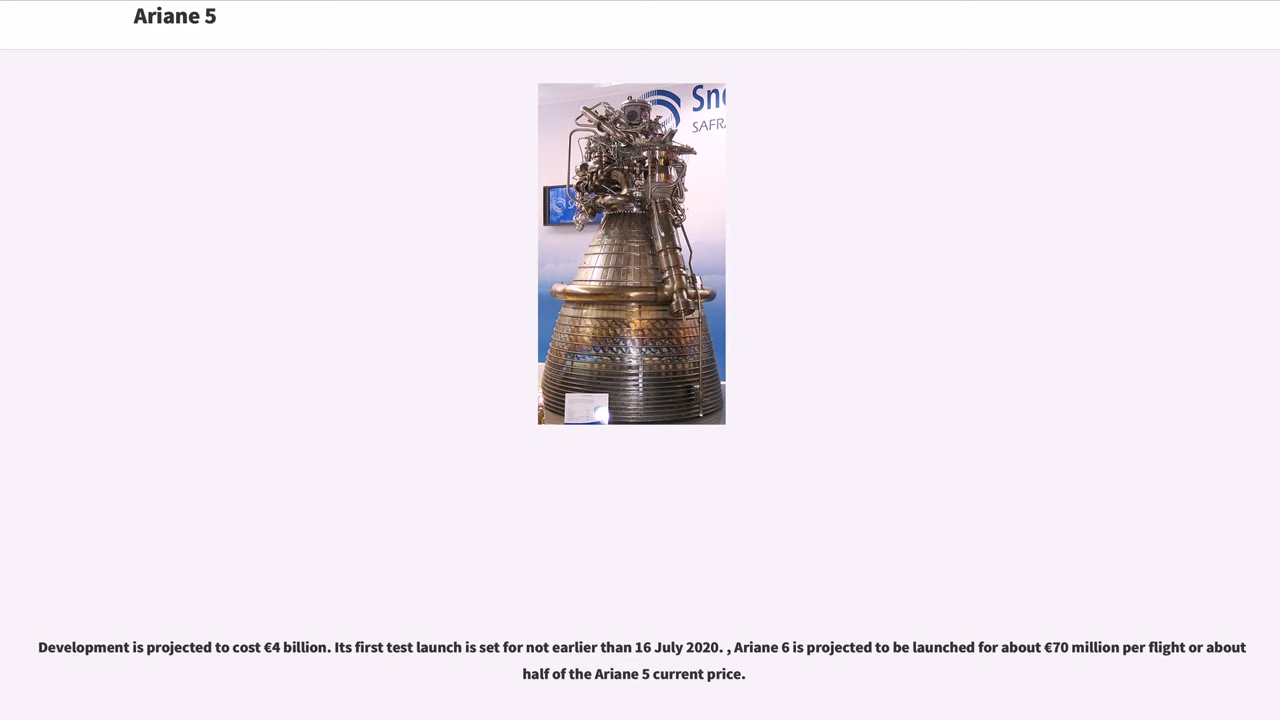 Ariane 5
Development is projected to cost €4 billion. Its first test launch is set for not earlier than 16 July 2020. , Ariane 6 is projected to be launched for about €70 million per flight or about
half of the Ariane 5 current price.